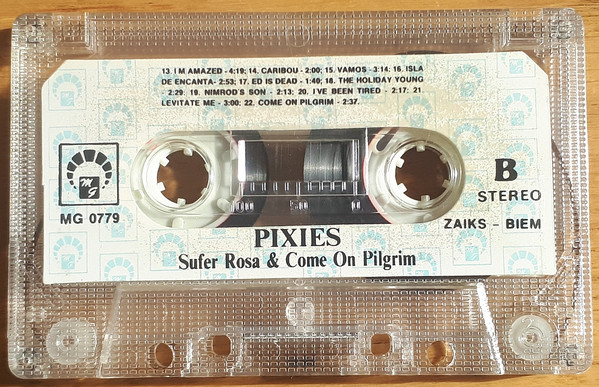 13. I M AMAZED - 4:19; 14. CARIBOU - 2:00; 15. VAMOS - 3:14; 16. ISLA
DE ENCANTA- 2:53; 17. ED IS DEAD - 1:40; 18. THE HOLIDAY YOUNG
- 2:29. 19. NIMROD'S SON - 2:13; 20. I'VE BEEN TIRED - 2:17; 21.
LEVITATE ME - 3:00; 22. COME ON PILGRIM - 2:37.
MG
MG 0779
B
STEREO
ZAIKS - BIEM
PIXIES
Sufer Rosa & Come On Pilgrim